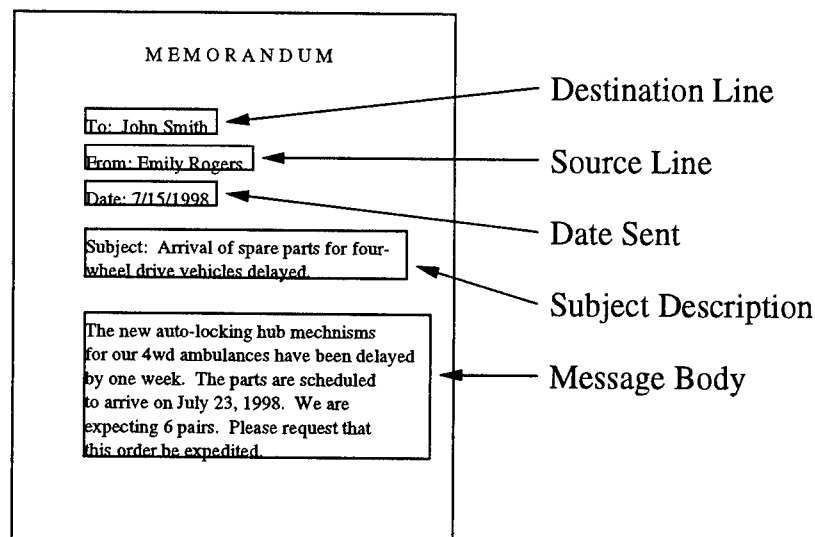 MEMORANDUM
To: John Smith
Destination Line
From: Emily Rogers
Source Line
Date: 7/15/1998
Date Sent
Subject: Arrival of spare parts for four-
wheel drive vehicles delayed.
Subject Description
The new auto-locking hub mechnisms
for our 4wd ambulances have been delayed
by one week. The parts are scheduled
to arrive on July 23, 1998. We are
expecting 6 pairs. Please request that
this order be expedited.
Message Body